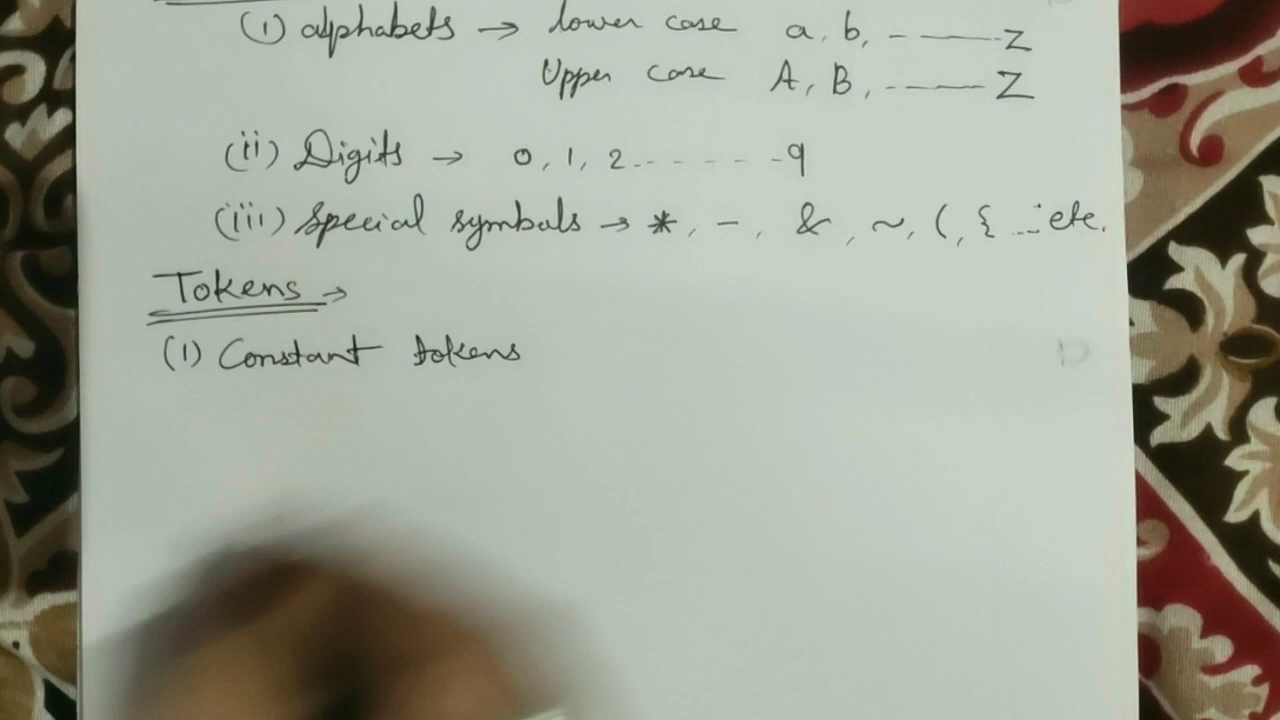 (i) alphabets → lower case a, b, - ——— z
Upper case A, B, - ——— Z
(ii) Digits → 0, 1, 2 - - - - - - 9
(iii) Special symbols → *, -, &, ~, (, { ... etc.
Tokens →
(1) Constant tokens